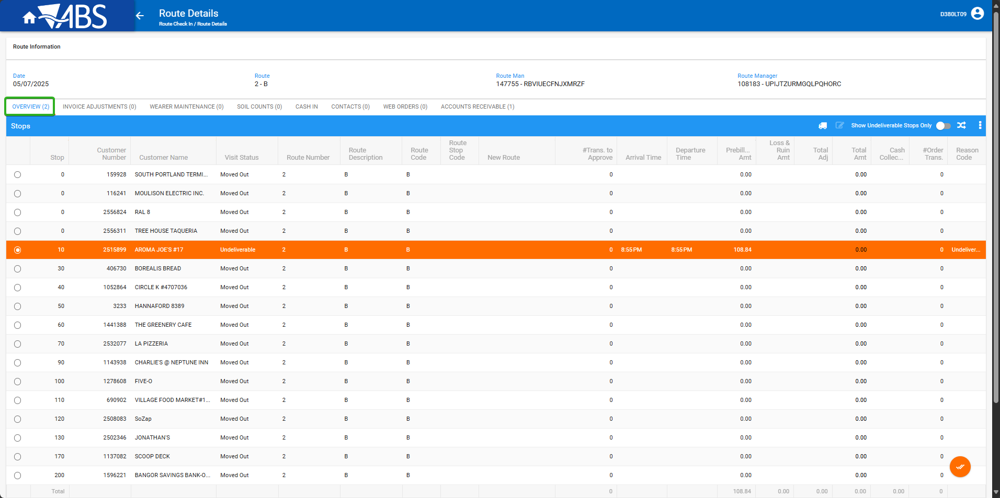 ABS
Route Details
Route Check In / Route Details
D380LT09
Route Information
Date
05/07/2025
Route
2 - B
Route Man
147755 - RBVIUECFNJXMRZF
Route Manager
108183 - UPIJTZURMGQLPQHORC
OVERVIEW (2) INVOICE ADJUSTMENTS (0) WEARER MAINTENANCE (0) SOIL COUNTS (0) CASH IN CONTACTS (0) WEB ORDERS (0) ACCOUNTS RECEIVABLE (1)
Stops Show Undeliverable Stops Only
Stop Customer Number Customer Name Visit Status Route Number Route Description Route Code Route Stop Code New Route #Trans. to Approve Arrival Time Departure Time Prebill... Amt Loss & Ruin Amt Total Adj Total Amt Cash Collec... #Order Trans. Reason Code
0 159928 SOUTH PORTLAND TERMI... Moved Out 2 B B 0 0.00 0.00 0
0 116241 MOULISON ELECTRIC INC. Moved Out 2 B B 0 0.00 0.00 0
0 2556824 RAL 8 Moved Out 2 B B 0 0.00 0.00 0
0 2556311 TREE HOUSE TAQUERIA Moved Out 2 B B 0 0.00 0.00 0
10 2515899 AROMA JOE'S #17 Undeliverable 2 B B 0 8:55 PM 8:55 PM 108.84 0.00 0 Undeliver...
30 406730 BOREALIS BREAD Moved Out 2 B B 0 0.00 0.00 0
40 1052864 CIRCLE K #4707036 Moved Out 2 B B 0 0.00 0.00 0
50 3233 HANNAFORD 8389 Moved Out 2 B B 0 0.00 0.00 0
60 1441388 THE GREENERY CAFE Moved Out 2 B B 0 0.00 0.00 0
70 2532077 LA PIZZERIA Moved Out 2 B B 0 0.00 0.00 0
90 1143938 CHARLIE'S @ NEPTUNE INN Moved Out 2 B B 0 0.00 0.00 0
100 1278608 FIVE-O Moved Out 2 B B 0 0.00 0.00 0
110 690902 VILLAGE FOOD MARKET#1... Moved Out 2 B B 0 0.00 0.00 0
120 2508083 SoZap Moved Out 2 B B 0 0.00 0.00 0
130 2502346 JONATHAN'S Moved Out 2 B B 0 0.00 0.00 0
170 1137082 SCOOP DECK Moved Out 2 B B 0 0.00 0.00 0
200 1596221 BANGOR SAVINGS BANK-O... Moved Out 2 B B 0 0.00 0.00 0
Total 0 108.84 0.00 0.00 0.00 0.00 0